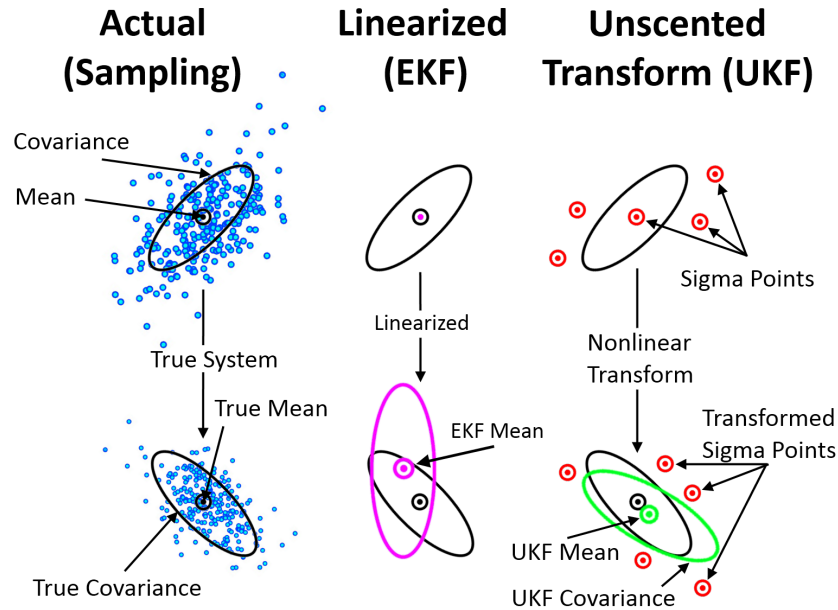 Actual
(Sampling)
Linearized
(EKF)
Unscented
Transform (UKF)
Covariance
Mean
True System
True Mean
True Covariance
Linearized
EKF Mean
Sigma Points
Nonlinear
Transform
Transformed
Sigma Points
UKF Mean
UKF Covariance